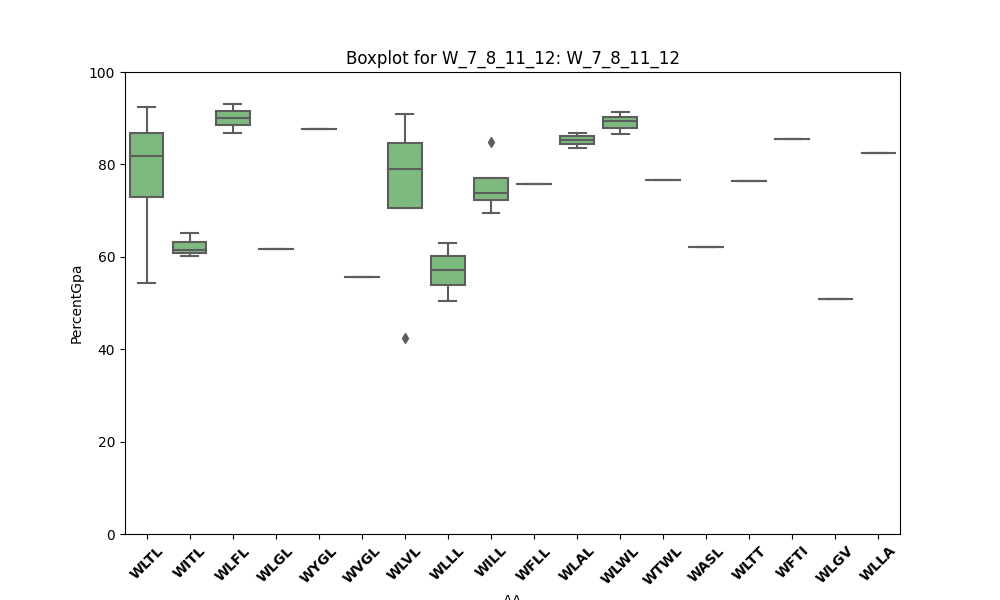 Boxplot for W_7_8_11_12: W_7_8_11_12
100
80
60
40
20
0
PercentGpa
WLTL
WITL
WLFL
WLGL
WYGL
WVGL
WLVL
WLLL
WILL
WFLL
WLAL
WLWL
WTWL
WASL
WLTT
WFTI
WLGV
WLLA